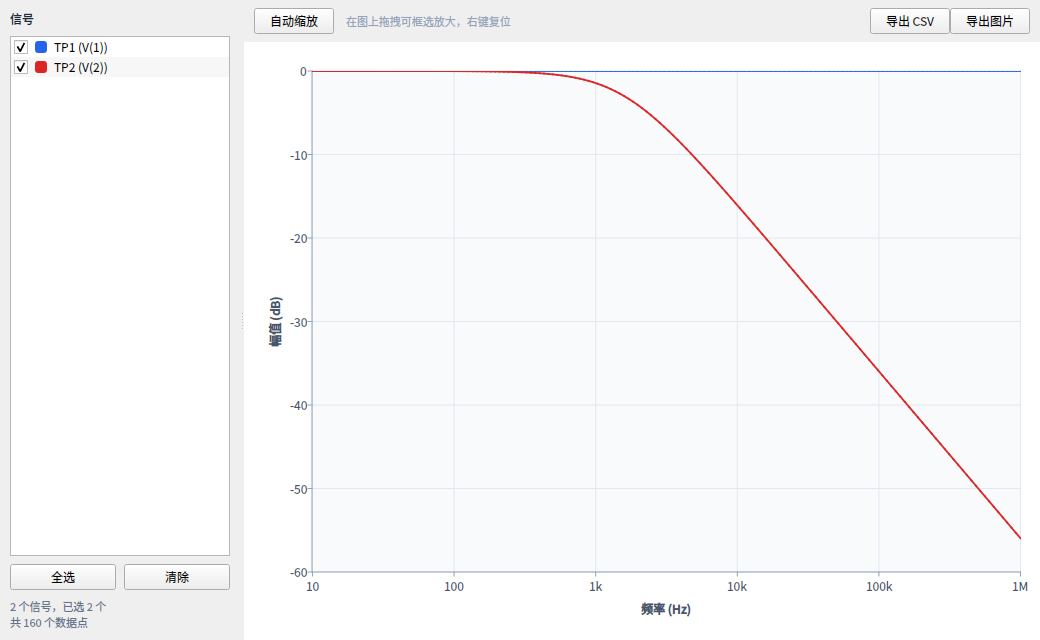 信号
自动缩放
在图上拖拽可框选放大，右键复位
导出 CSV
导出图片
TP1 (V(1))
TP2 (V(2))
全选
清除
2 个信号，已选 2 个
共 160 个数据点
幅值 (dB)
0
-10
-20
-30
-40
-50
-60
10
100
1k
10k
100k
1M
频率 (Hz)